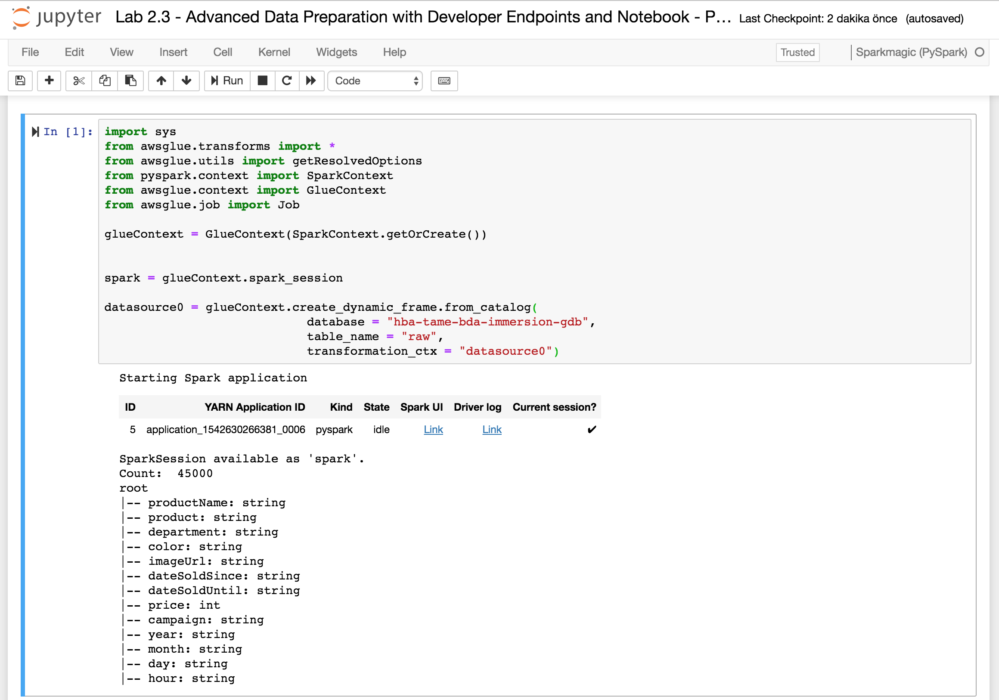 jupyter Lab 2.3 - Advanced Data Preparation with Developer Endpoints and Notebook - P... Last Checkpoint: 2 dakika önce (autosaved)
File Edit View Insert Cell Kernel Widgets Help Trusted Sparkmagic (PySpark)
Run Code
In [1]: import sys
from awsglue.transforms import *
from awsglue.utils import getResolvedOptions
from pyspark.context import SparkContext
from awsglue.context import GlueContext
from awsglue.job import Job
glueContext = GlueContext(SparkContext.getOrCreate())
spark = glueContext.spark_session
datasource0 = glueContext.create_dynamic_frame.from_catalog(
database = "hba-tame-bda-immersion-gdb",
table_name = "raw",
transformation_ctx = "datasource0")
Starting Spark application
ID YARN Application ID Kind State Spark UI Driver log Current session?
5 application_1542630266381_0006 pyspark idle Link Link ✔
SparkSession available as 'spark'.
Count:  45000
root
|-- productName: string
|-- product: string
|-- department: string
|-- color: string
|-- imageUrl: string
|-- dateSoldSince: string
|-- dateSoldUntil: string
|-- price: int
|-- campaign: string
|-- year: string
|-- month: string
|-- day: string
|-- hour: string